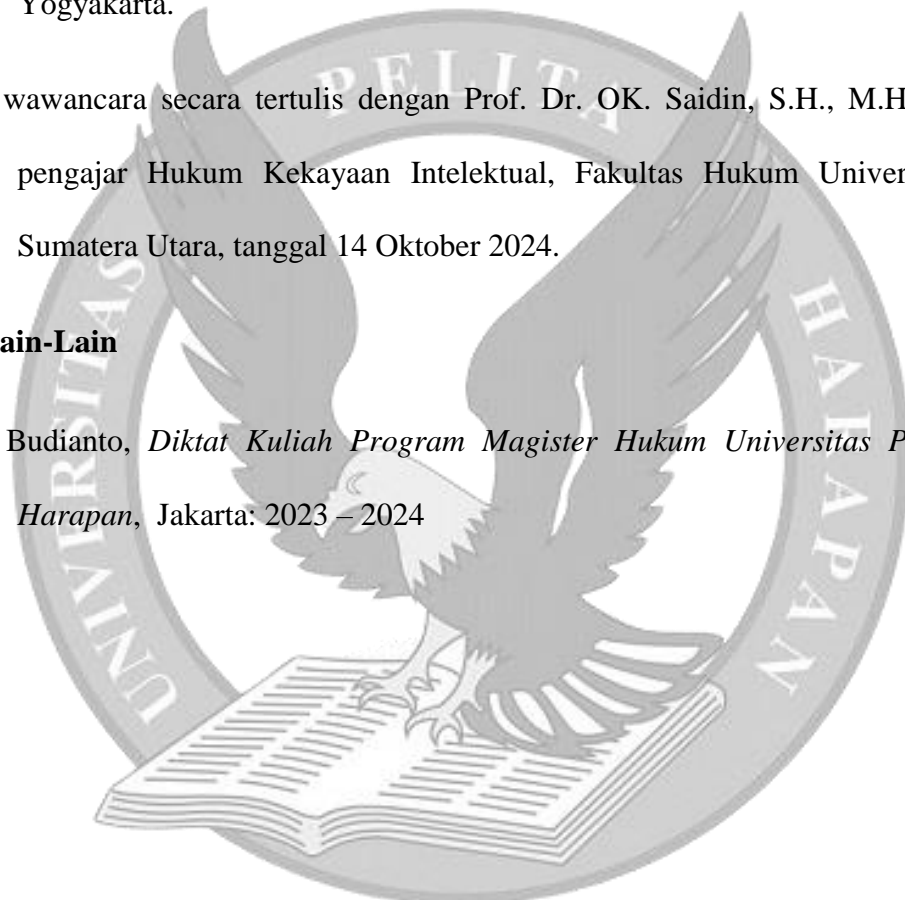 Yogyakarta.
wawancara secara tertulis dengan Prof. Dr. OK. Saidin, S.H., M.H
pengajar Hukum Kekayaan Intelektual, Fakultas Hukum Univer
Sumatera Utara, tanggal 14 Oktober 2024.
ain-Lain
Budianto, Diktat Kuliah Program Magister Hukum Universitas P
Harapan, Jakarta: 2023 – 2024
UNIVERSITAS PELITA HARAPAN